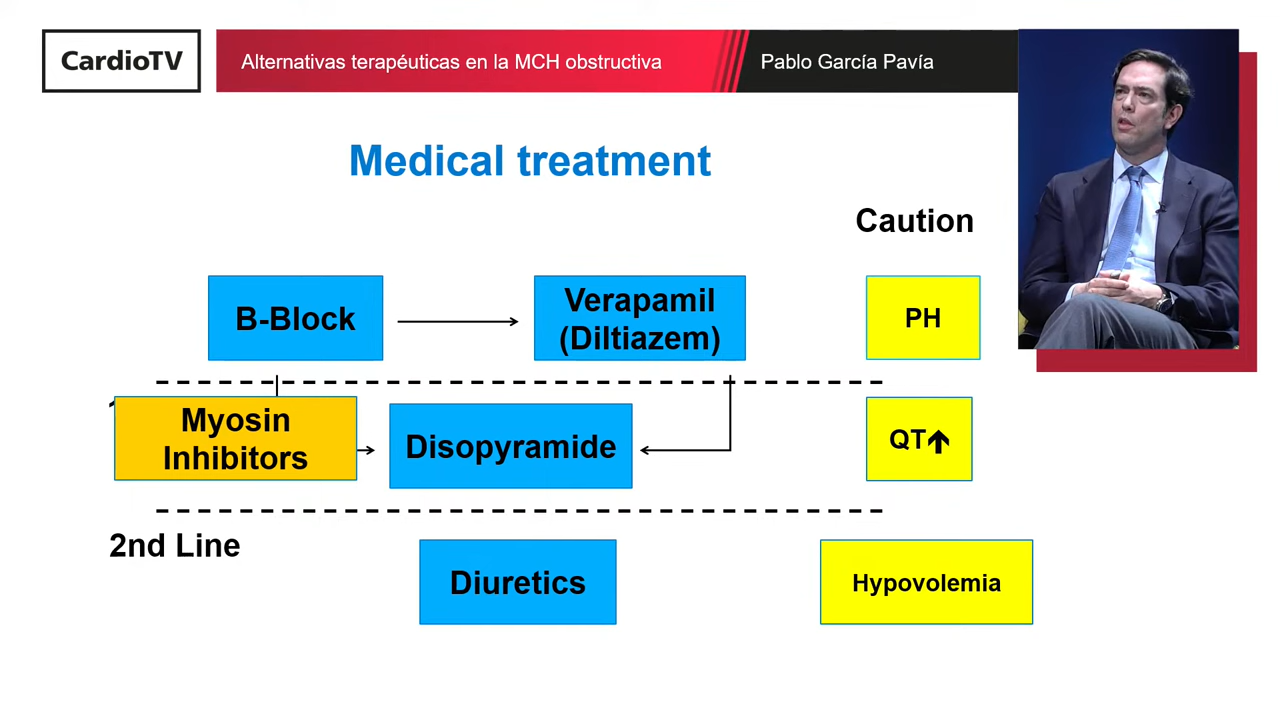 CardioTV
Alternativas terapéuticas en la MCH obstructiva
Pablo García Pavía
Medical treatment
Caution
B-Block
Verapamil
(Diltiazem)
PH
Myosin
Inhibitors
Disopyramide
QT🡅
2nd Line
Diuretics
Hypovolemia